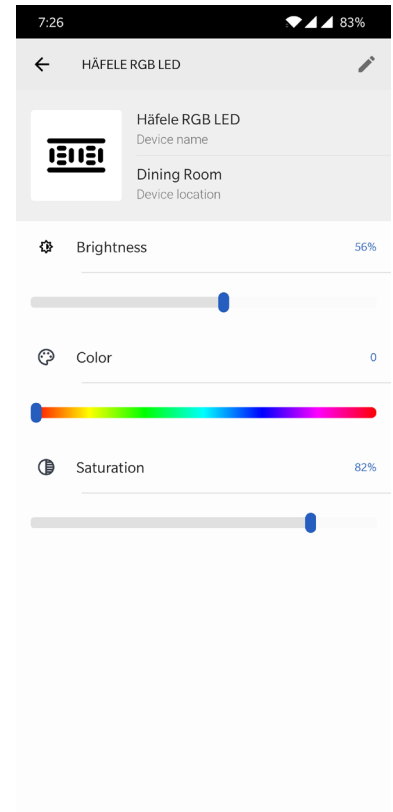 7:26
83%
HÄFELE RGB LED
Häfele RGB LED
Device name
Dining Room
Device location
Brightness
56%
Color
0
Saturation
82%